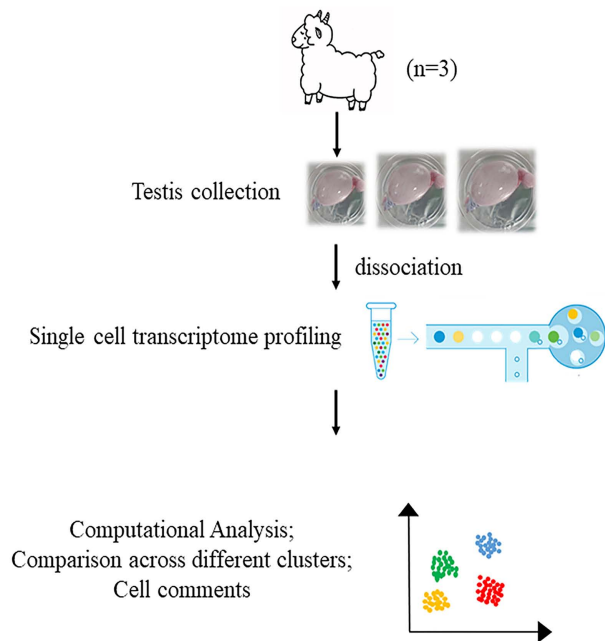 (n=3)
Testis collection
dissociation
Single cell transcriptome profiling
Computational Analysis;
Comparison across different clusters;
Cell comments